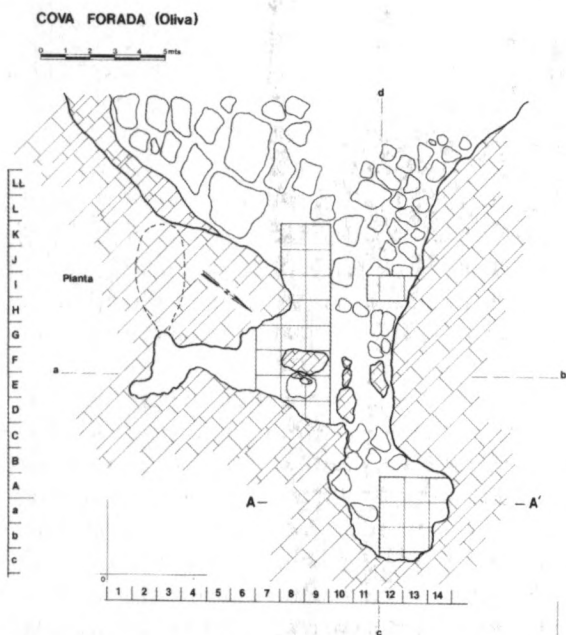 COVA FORADA (Oliva)
0 1 2 3 4 5 mts
d
LL
L
K
J
I
H
G
F
E
D
C
B
A
a
b
c
Planta
a
b
A
A'
0
1 2 3 4 5 6 7 8 9 10 11 12 13 14
c